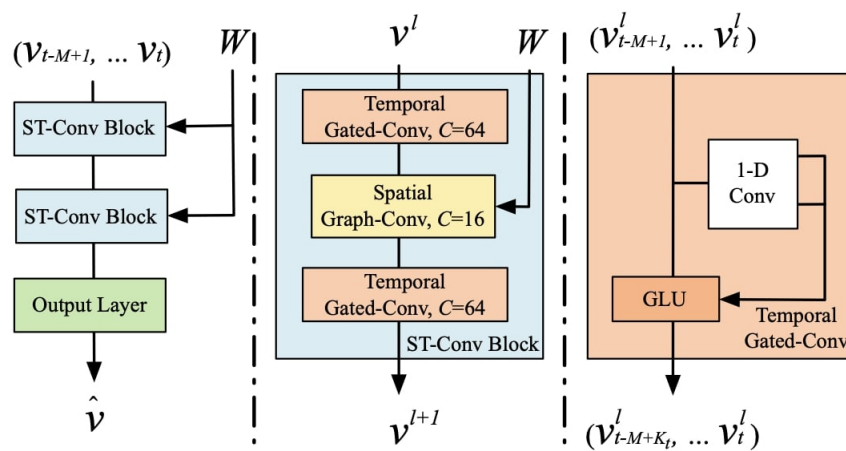 (v_{t-M+1}, ... v_t)
W
ST-Conv Block
ST-Conv Block
Output Layer
v̂
v^l
W
Temporal
Gated-Conv, C=64
Spatial
Graph-Conv, C=16
Temporal
Gated-Conv, C=64
ST-Conv Block
v^{l+1}
(v^l_{t-M+1}, ... v^l_t)
1-D
Conv
GLU
Temporal
Gated-Conv
(v^l_{t-M+K_t}, ... v^l_t)